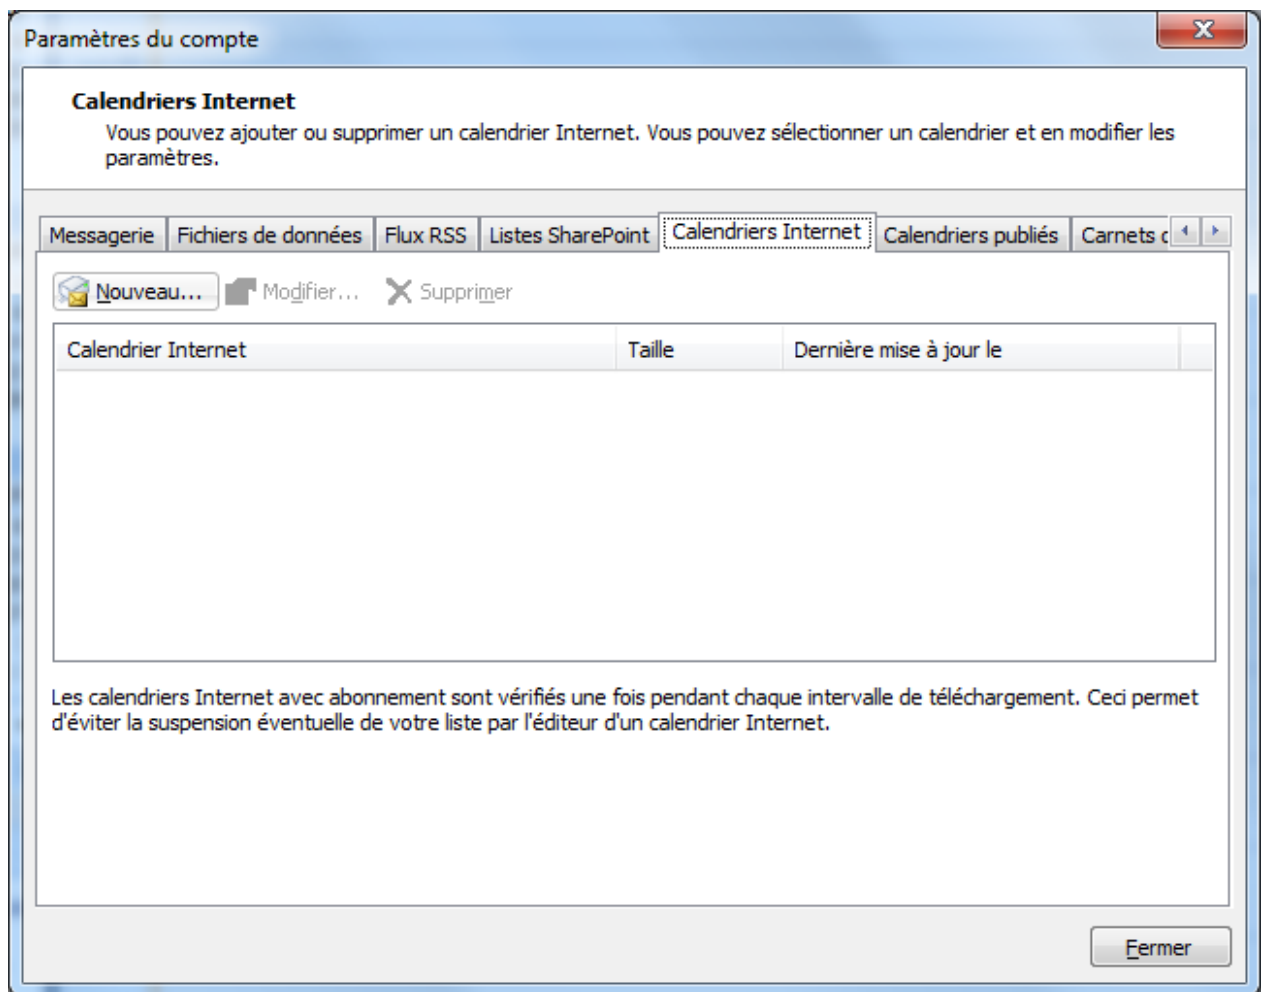 Paramètres du compte
Calendriers Internet
Vous pouvez ajouter ou supprimer un calendrier Internet. Vous pouvez sélectionner un calendrier et en modifier les
paramètres.
Messagerie Fichiers de données Flux RSS Listes SharePoint Calendriers Internet Calendriers publiés Carnets
Nouveau... Modifier... Supprimer
Calendrier Internet Taille Dernière mise à jour le
Les calendriers Internet avec abonnement sont vérifiés une fois pendant chaque intervalle de téléchargement. Ceci permet
d'éviter la suspension éventuelle de votre liste par l'éditeur d'un calendrier Internet.
Fermer